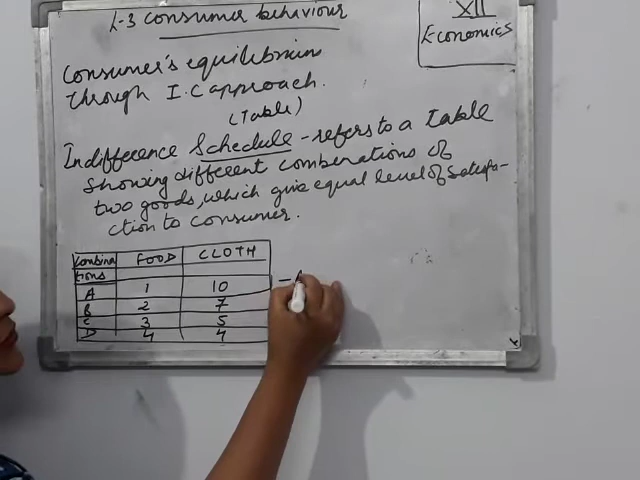 L-3 Consumer behaviour
XII
Economics
Consumer's equilibrium
through I.C approach.
(Table)
Indifference Schedule - refers to a Table
showing different combinations of
two goods, which give equal level of satisfa-
ction to consumer.
Combina FOOD CLOTH
tions
A 1 10
B 2 7
C 3 5
D 4 4